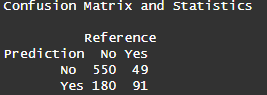 Confusion Matrix and Statistics
Reference
Prediction No Yes
No 550 49
Yes 180 91